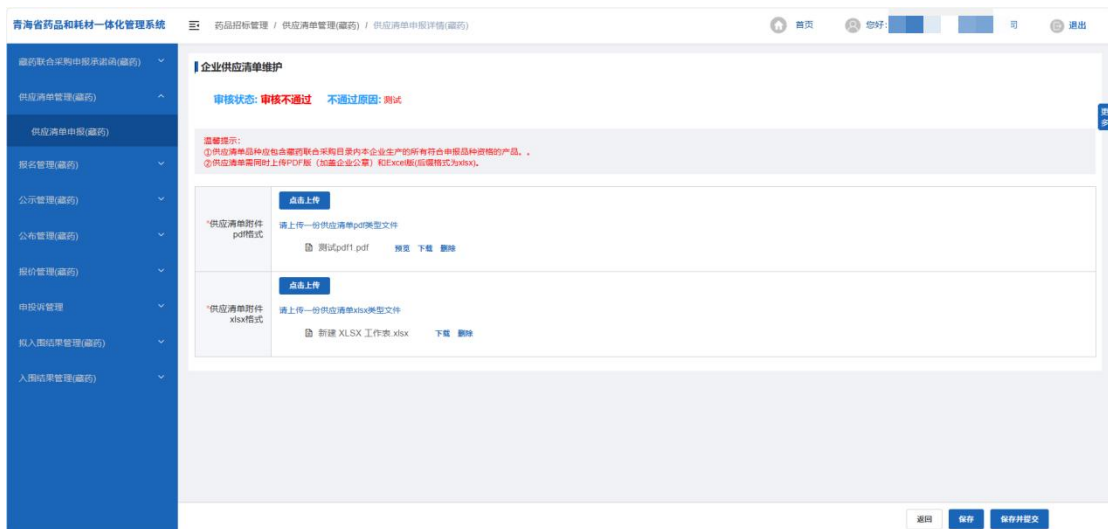 青海省药品和耗材一体化管理系统
药品招标管理 / 供应清单管理(藏药) / 供应清单申报详情(藏药)
首页
您好:
司
退出
藏药联合采购申报承诺函(藏药)
供应清单管理(藏药)
供应清单申报(藏药)
报名管理(藏药)
公示管理(藏药)
公布管理(藏药)
报价管理(藏药)
申投诉管理
拟入围结果管理(藏药)
入围结果管理(藏药)
企业供应清单维护
审核状态: 审核不通过 不通过原因: 测试
更多
温馨提示:
①供应清单品种应包含藏药联合采购目录内本企业生产的所有符合申报品种资格的产品。。
②供应清单需同时上传PDF版（加盖企业公章）和Excel版(后缀格式为xlsx)。
*供应清单附件
pdf格式
点击上传
请上传一份供应清单pdf类型文件
测试pdf1.pdf 预览 下载 删除
*供应清单附件
xlsx格式
点击上传
请上传一份供应清单xlsx类型文件
新建 XLSX 工作表.xlsx 下载 删除
返回 保存 保存并提交